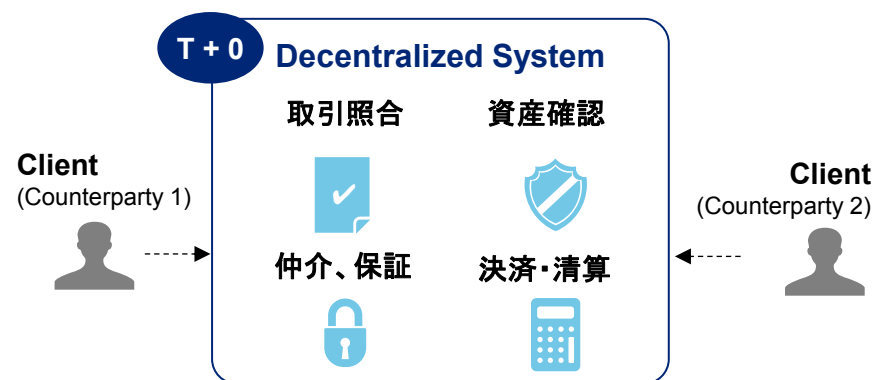 T + 0
Decentralized System
取引照合
資産確認
Client
(Counterparty 1)
Client
(Counterparty 2)
仲介、保証
決済・清算